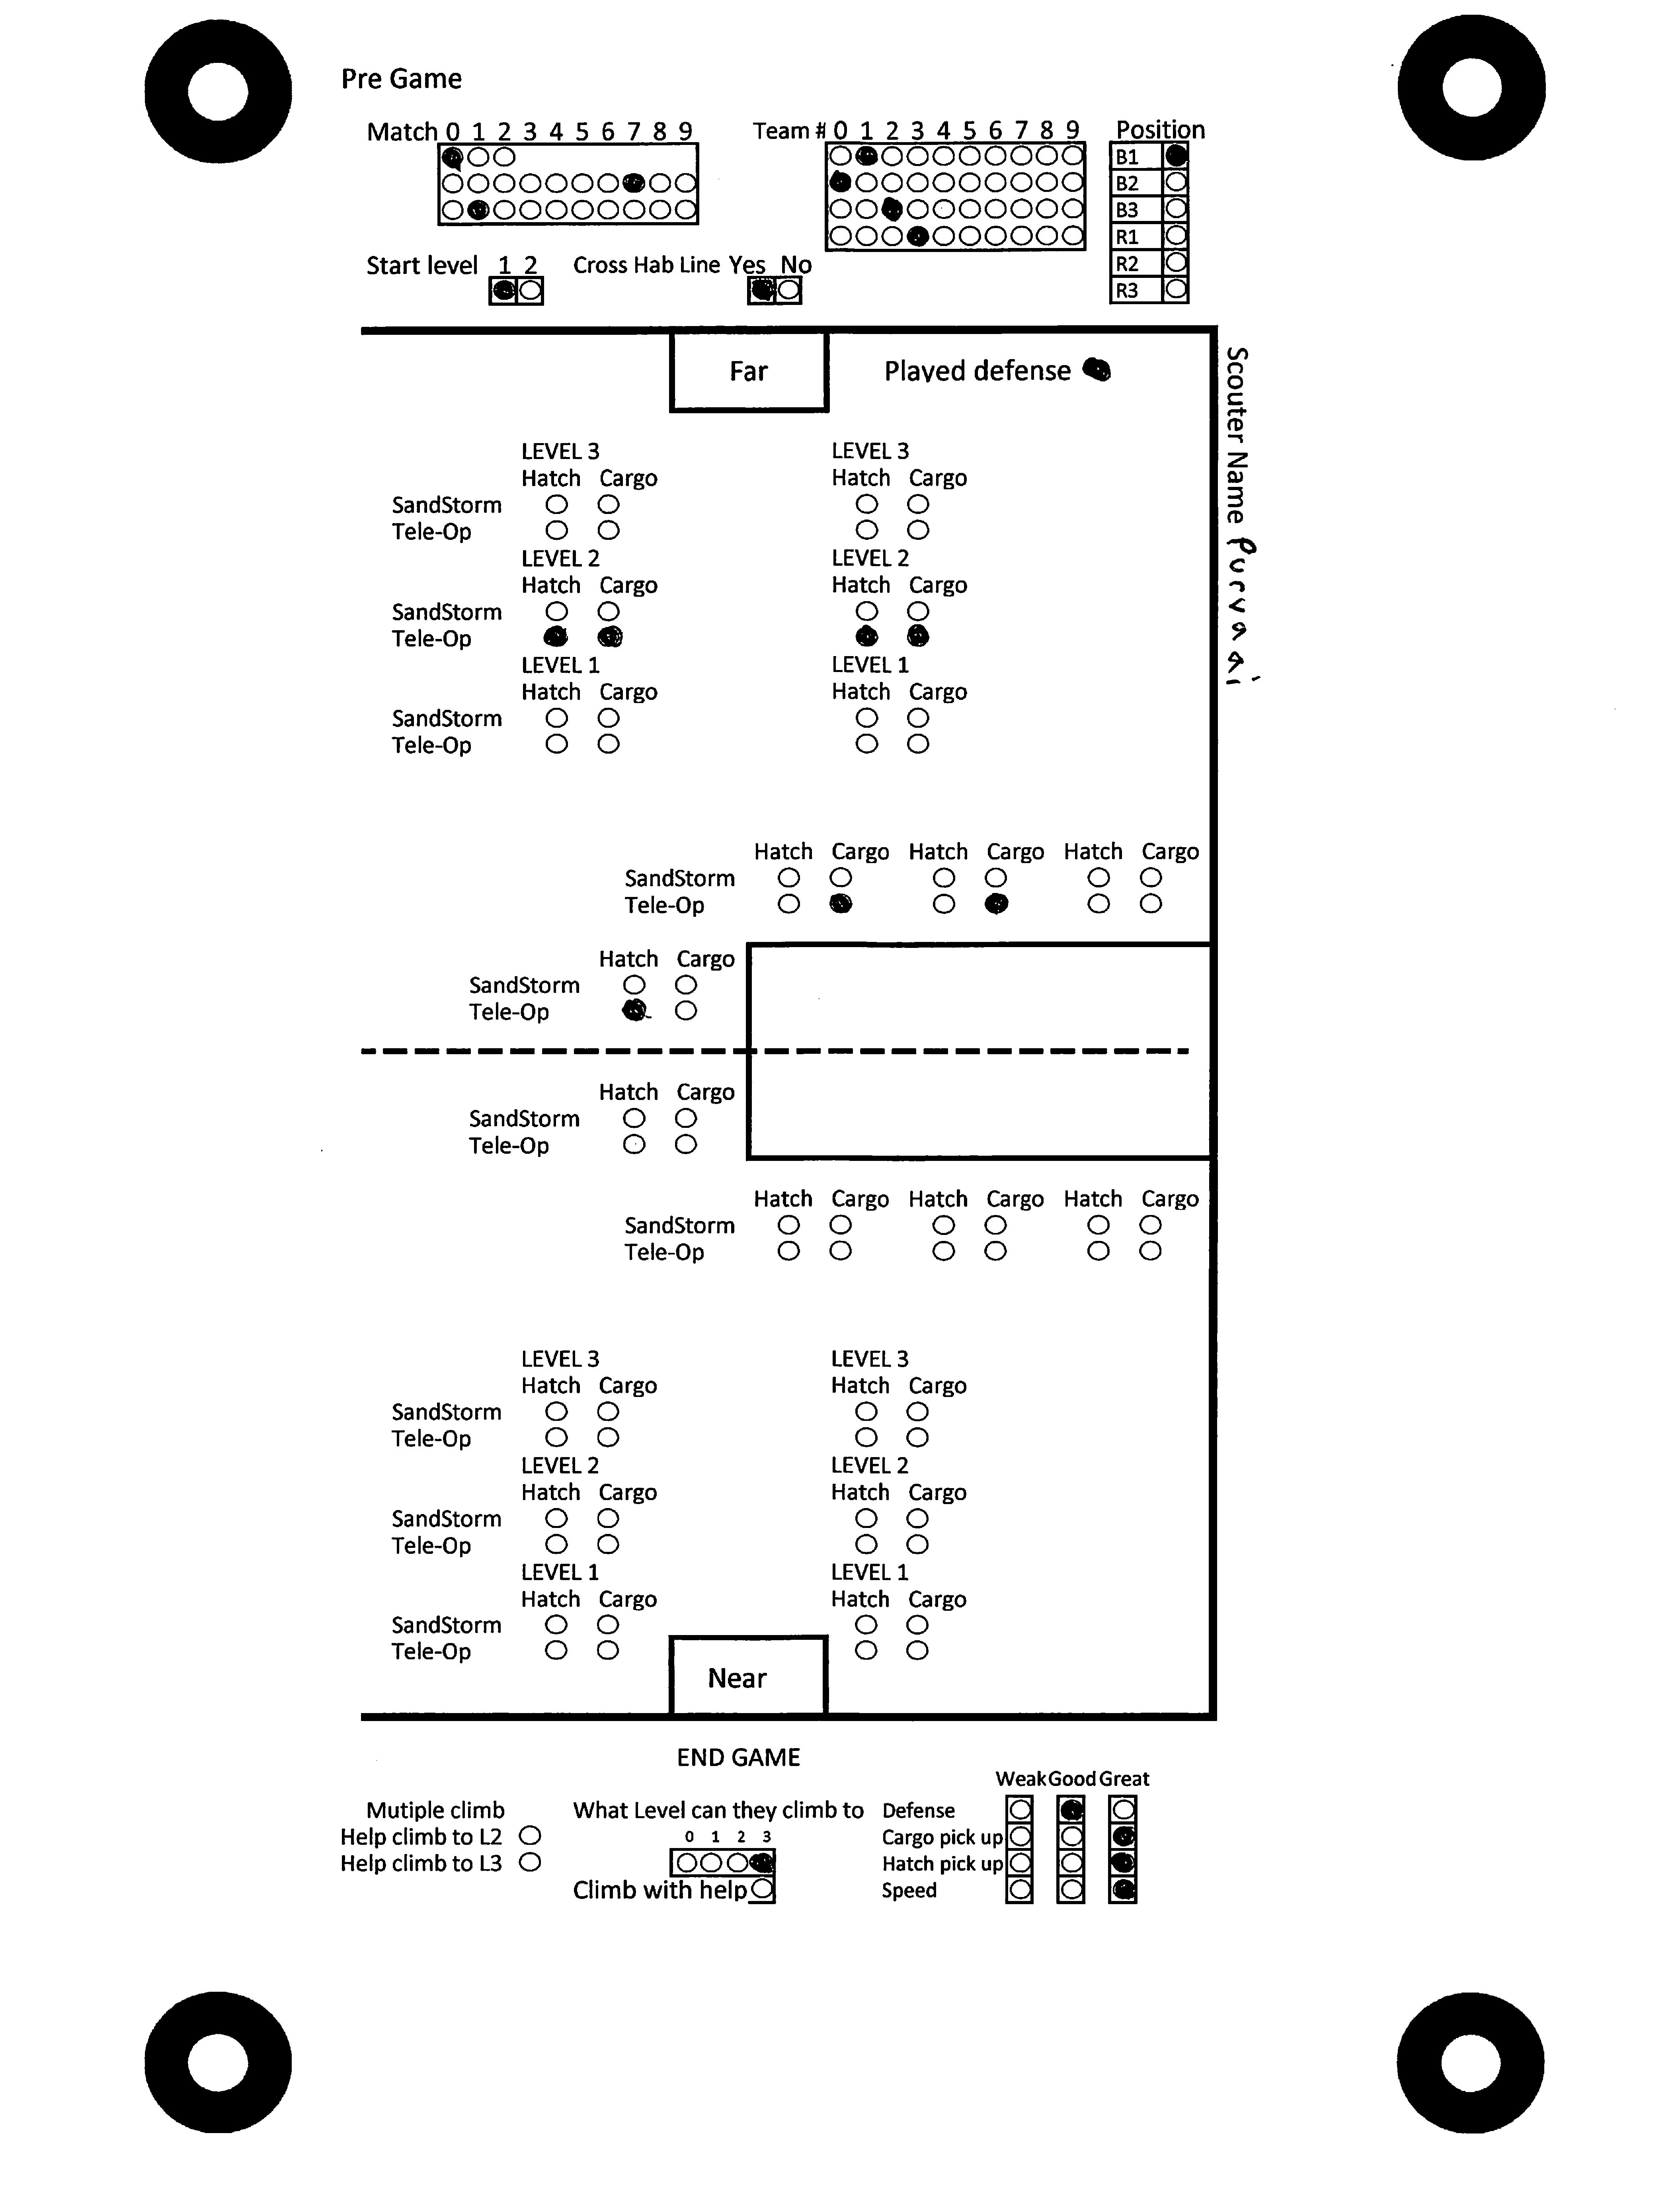 Pre Game
Match 0 1 2 3 4 5 6 7 8 9
Team # 0 1 2 3 4 5 6 7 8 9
Position
B1
B2
B3
R1
R2
R3
Start level 1 2
Cross Hab Line Yes No
Far
Played defense
Scouter Name Purvaai
LEVEL 3 LEVEL 3
Hatch Cargo Hatch Cargo
SandStorm
Tele-Op
LEVEL 2 LEVEL 2
Hatch Cargo Hatch Cargo
SandStorm
Tele-Op
LEVEL 1 LEVEL 1
Hatch Cargo Hatch Cargo
SandStorm
Tele-Op
Hatch Cargo Hatch Cargo Hatch Cargo
SandStorm
Tele-Op
Hatch Cargo
SandStorm
Tele-Op
Hatch Cargo
SandStorm
Tele-Op
Hatch Cargo Hatch Cargo Hatch Cargo
SandStorm
Tele-Op
LEVEL 3 LEVEL 3
Hatch Cargo Hatch Cargo
SandStorm
Tele-Op
LEVEL 2 LEVEL 2
Hatch Cargo Hatch Cargo
SandStorm
Tele-Op
LEVEL 1 LEVEL 1
Hatch Cargo Hatch Cargo
SandStorm
Tele-Op
Near
END GAME
Mutiple climb
Help climb to L2
Help climb to L3
What Level can they climb to
0 1 2 3
Climb with help
Weak Good Great
Defense
Cargo pick up
Hatch pick up
Speed